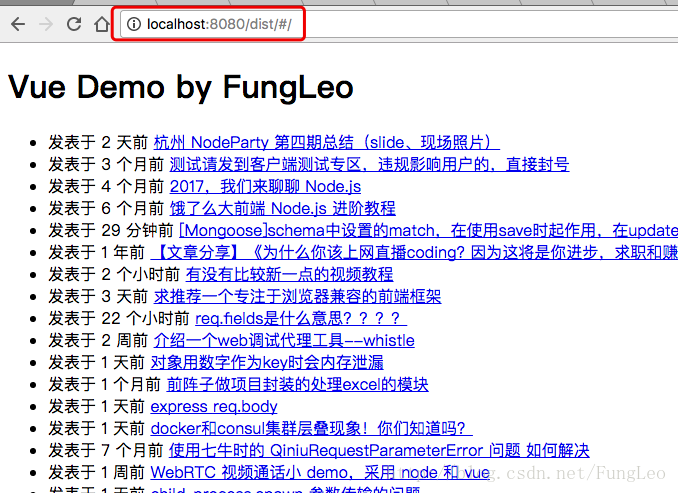 localhost:8080/dist/#/
Vue Demo by FungLeo
发表于 2 天前 杭州 NodeParty 第四期总结（slide、现场照片）
发表于 3 个月前 测试请发到客户端测试专区，违规影响用户的，直接封号
发表于 4 个月前 2017，我们来聊聊 Node.js
发表于 6 个月前 饿了么大前端 Node.js 进阶教程
发表于 29 分钟前 [Mongoose]schema中设置的match，在使用save时起作用，在update
发表于 1 年前 【文章分享】《为什么你该上网直播coding? 因为这将是你进步，求职和赚
发表于 2 个小时前 有没有比较新一点的视频教程
发表于 3 天前 求推荐一个专注于浏览器兼容的前端框架
发表于 22 个小时前 req.fields是什么意思？？？？
发表于 2 周前 介绍一个web调试代理工具--whistle
发表于 1 天前 对象用数字作为key时会内存泄漏
发表于 1 个月前 前阵子做项目封装的处理excel的模块
发表于 1 天前 express req.body
发表于 1 天前 docker和consul集群层叠现象！你们知道吗？
发表于 7 个月前 使用七牛时的 QiniuRequestParameterError 问题 如何解决
发表于 1 周前 WebRTC 视频通话小 demo，采用 node 和 vue
http://blog.csdn.net/FungLeo
发表于 1 天前 child_process.spawn 参数传输的问题